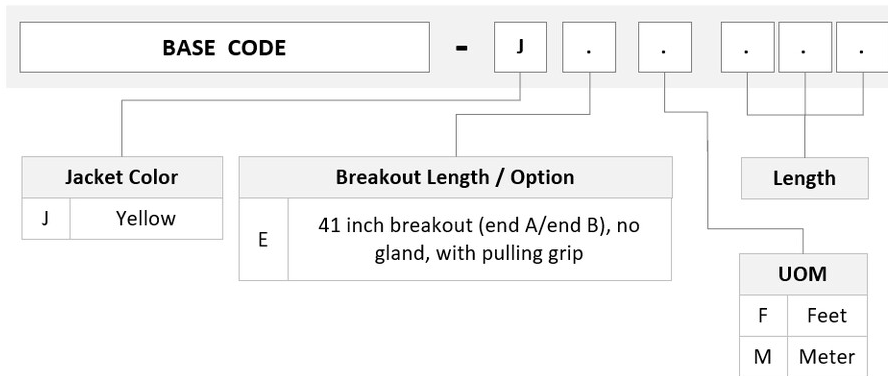 BASE CODE - J . . . . .
Jacket Color
J Yellow
Breakout Length / Option
E 41 inch breakout (end A/end B), no
gland, with pulling grip
Length
UOM
F Feet
M Meter